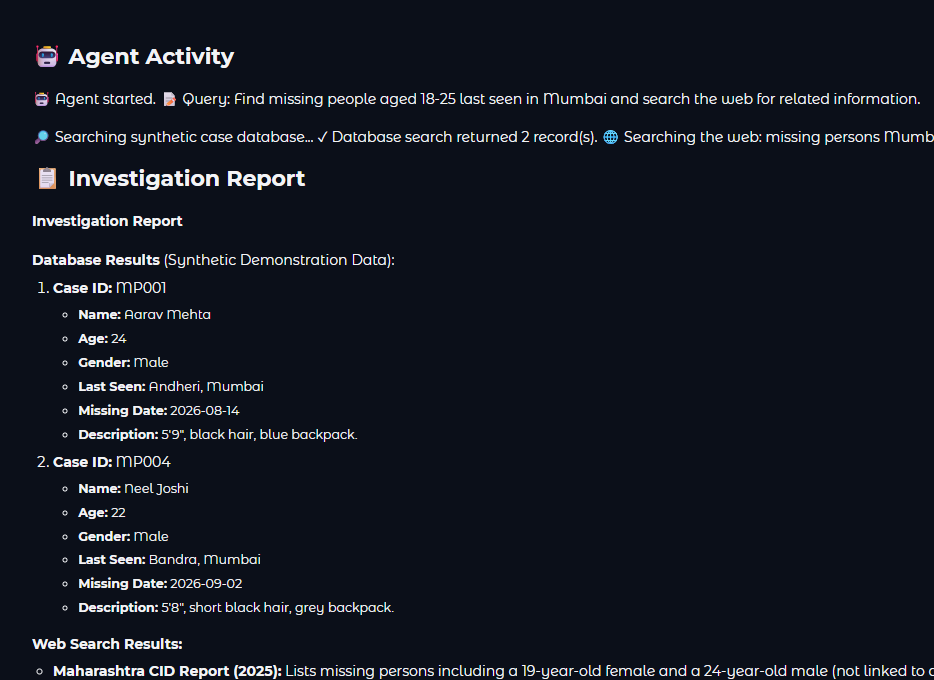 Agent Activity
Agent started. Query: Find missing people aged 18-25 last seen in Mumbai and search the web for related information.
Searching synthetic case database... ✓ Database search returned 2 record(s). Searching the web: missing persons Mumb
Investigation Report
Investigation Report
Database Results (Synthetic Demonstration Data):
1. Case ID: MP001
Name: Aarav Mehta
Age: 24
Gender: Male
Last Seen: Andheri, Mumbai
Missing Date: 2026-08-14
Description: 5'9", black hair, blue backpack.
2. Case ID: MP004
Name: Neel Joshi
Age: 22
Gender: Male
Last Seen: Bandra, Mumbai
Missing Date: 2026-09-02
Description: 5'8", short black hair, grey backpack.
Web Search Results:
Maharashtra CID Report (2025): Lists missing persons including a 19-year-old female and a 24-year-old male (not linked to